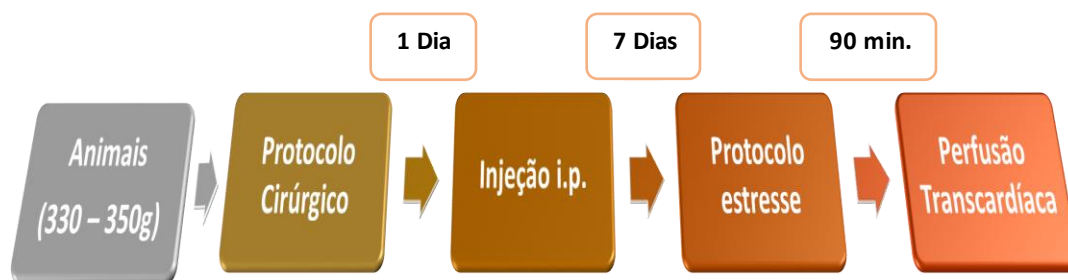 1 Dia
7 Dias
90 min.
Animais
(330 – 350g)
Protocolo
Cirúrgico
Injeção i.p.
Protocolo
estresse
Perfusão
Transcardíaca